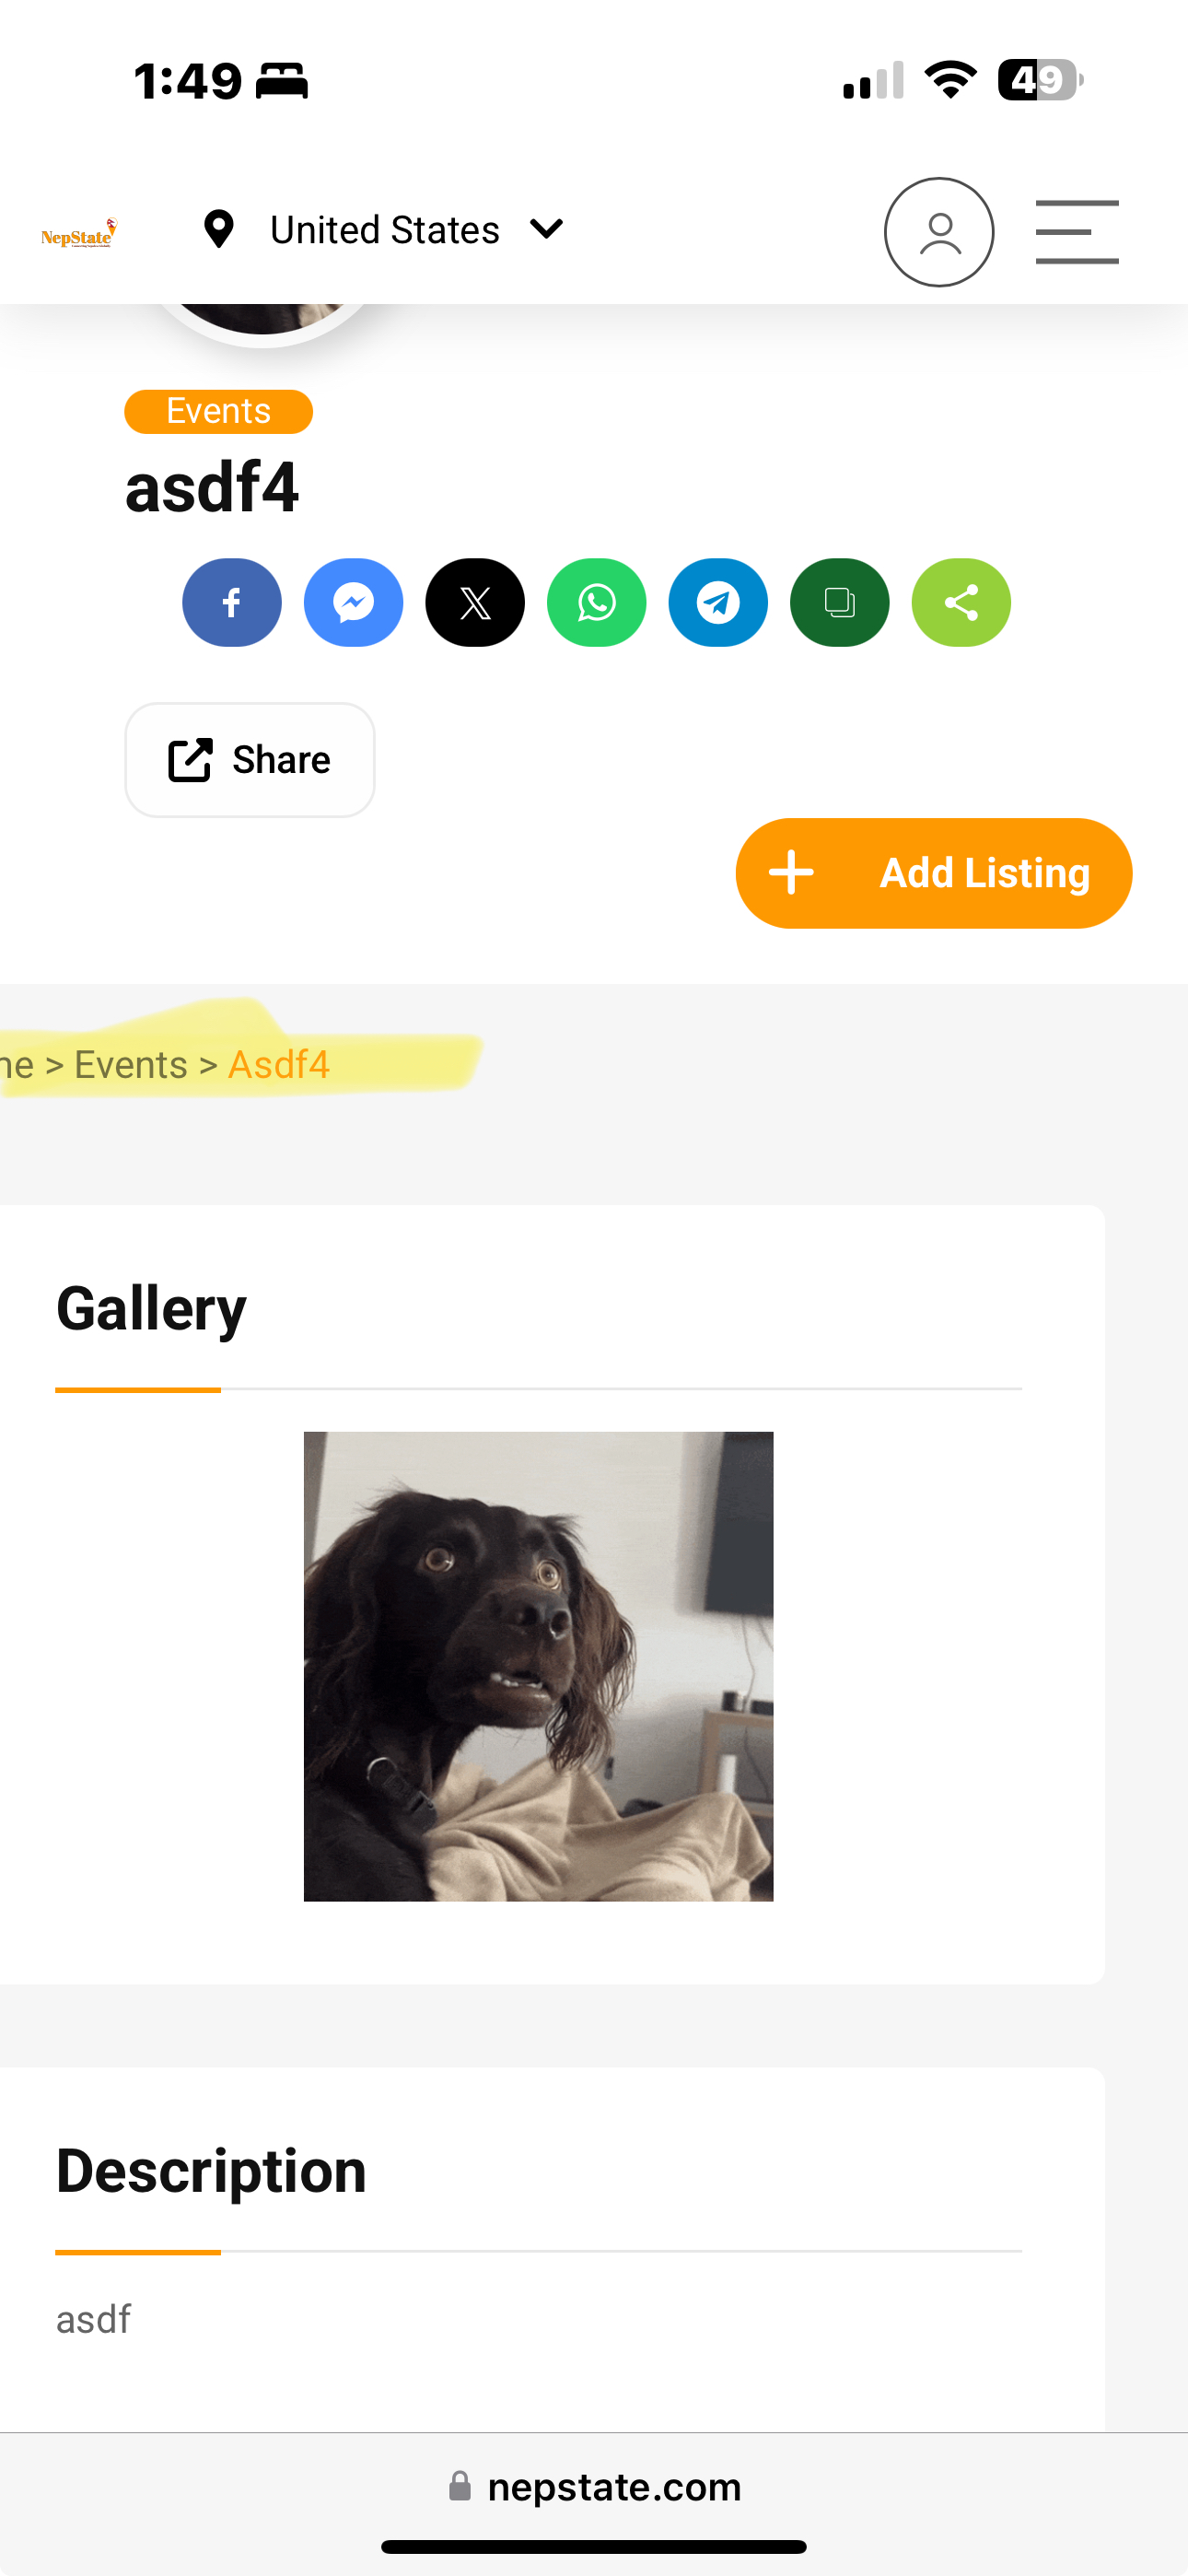 1:49
49
NepState
United States
Events
asdf4
Share
Add Listing
ne > Events > Asdf4
Gallery
Description
asdf
nepstate.com